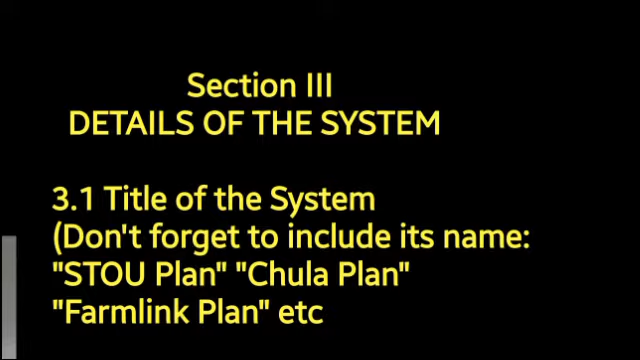 Section III
DETAILS OF THE SYSTEM
3.1 Title of the System
(Don't forget to include its name:
"STOU Plan" "Chula Plan"
"Farmlink Plan" etc